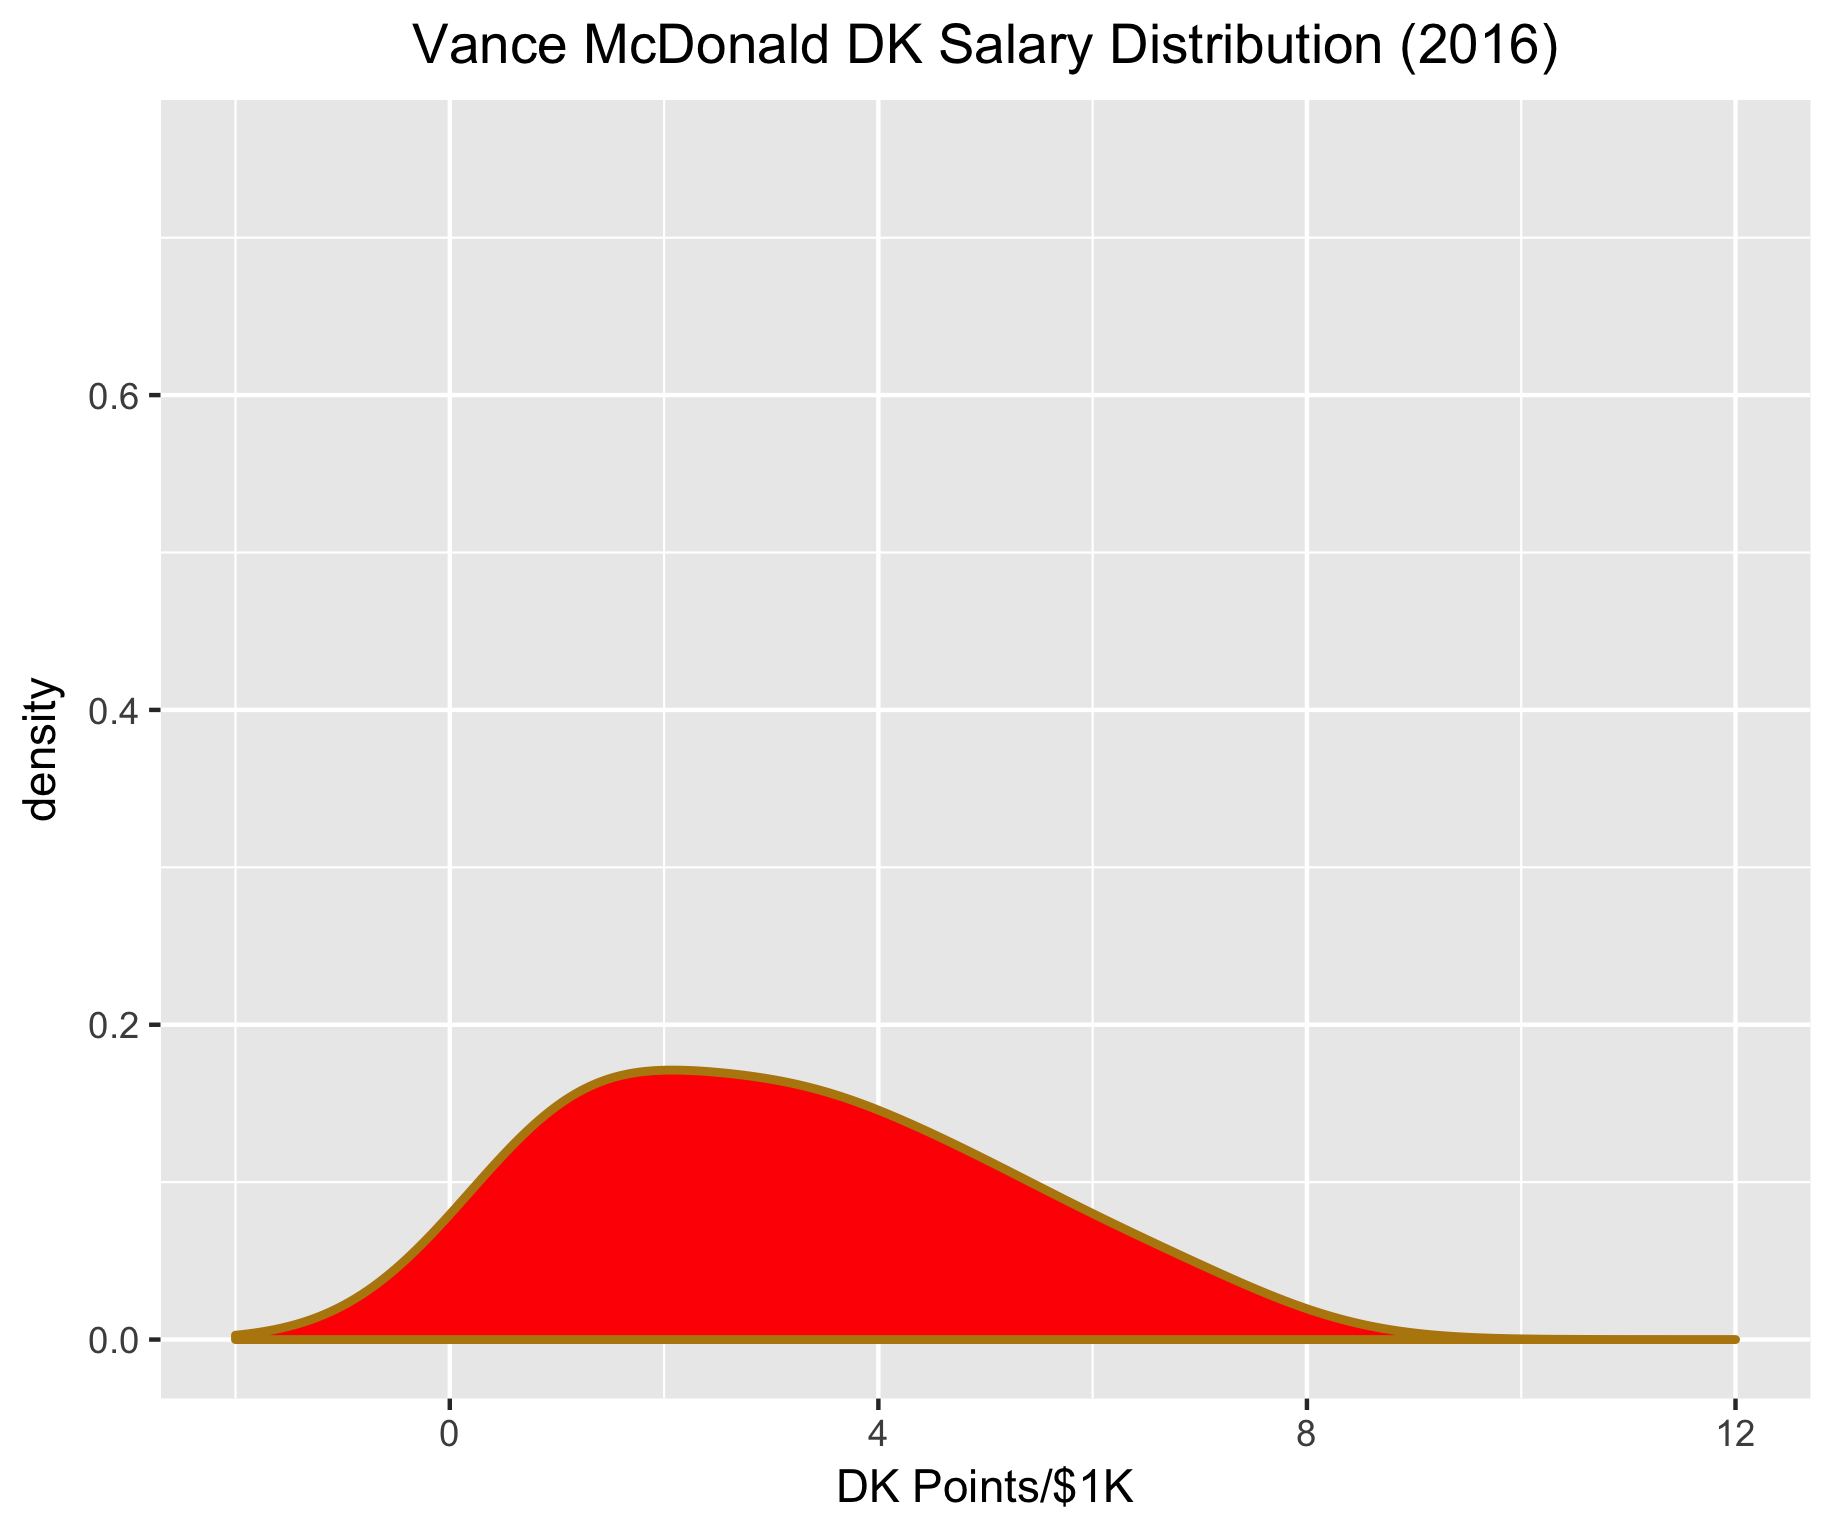 Vance McDonald DK Salary Distribution (2016)
0.6
0.4
0.2
0.0
density
0 4 8 12
DK Points/$1K